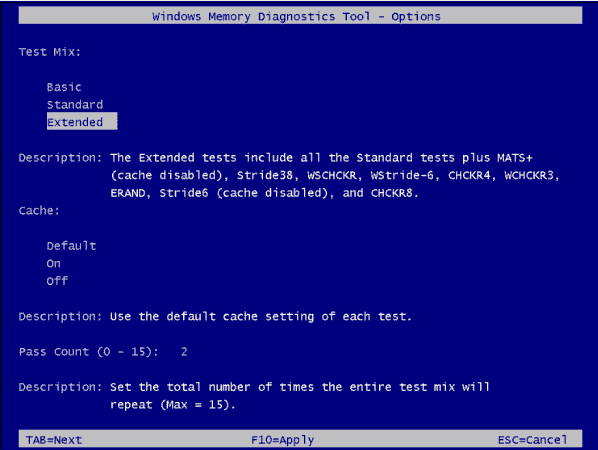 Windows Memory Diagnostics Tool - Options
Test Mix:
Basic
Standard
Extended
Description: The Extended tests include all the Standard tests plus MATS+
(cache disabled), Stride38, WSCHCKR, WStride-6, CHCKR4, WCHCKR3,
ERAND, Stride6 (cache disabled), and CHCKR8.
Cache:
Default
On
Off
Description: Use the default cache setting of each test.
Pass Count (0 - 15): 2
Description: Set the total number of times the entire test mix will
repeat (Max = 15).
TAB=Next F10=Apply ESC=Cancel